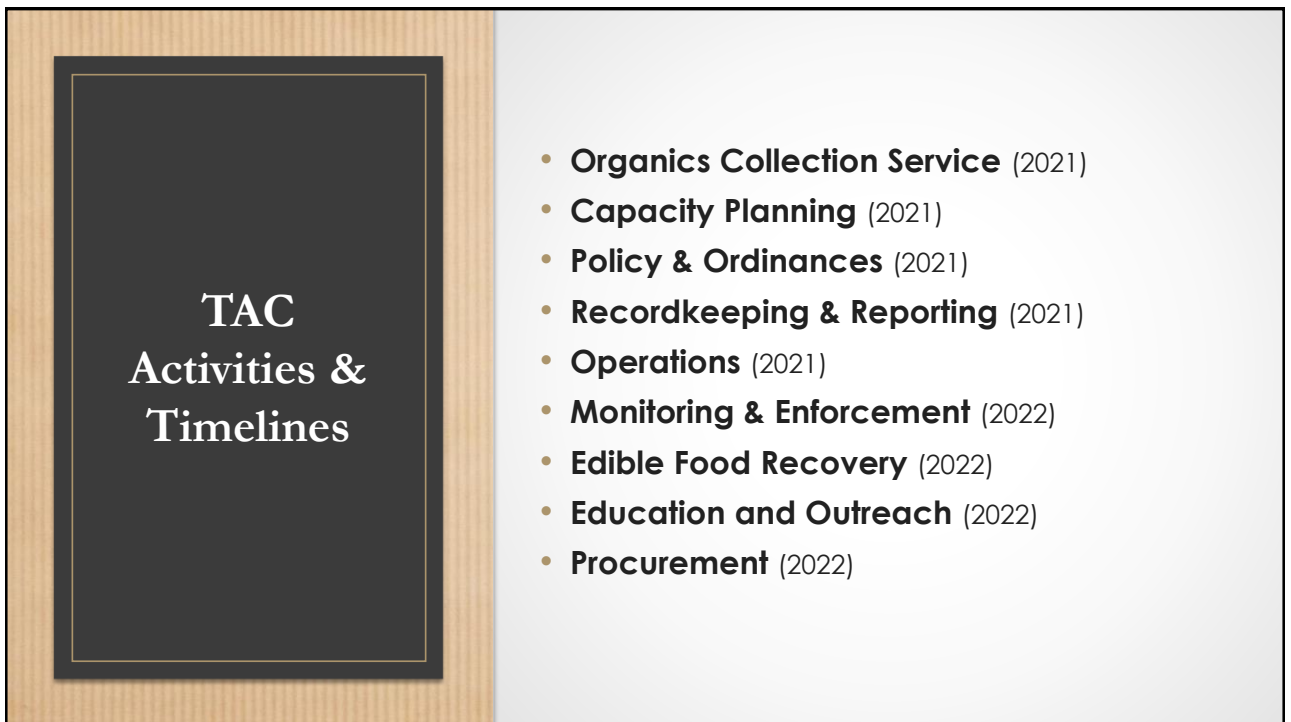 TAC
Activities &
Timelines
• Organics Collection Service (2021)
• Capacity Planning (2021)
• Policy & Ordinances (2021)
• Recordkeeping & Reporting (2021)
• Operations (2021)
• Monitoring & Enforcement (2022)
• Edible Food Recovery (2022)
• Education and Outreach (2022)
• Procurement (2022)